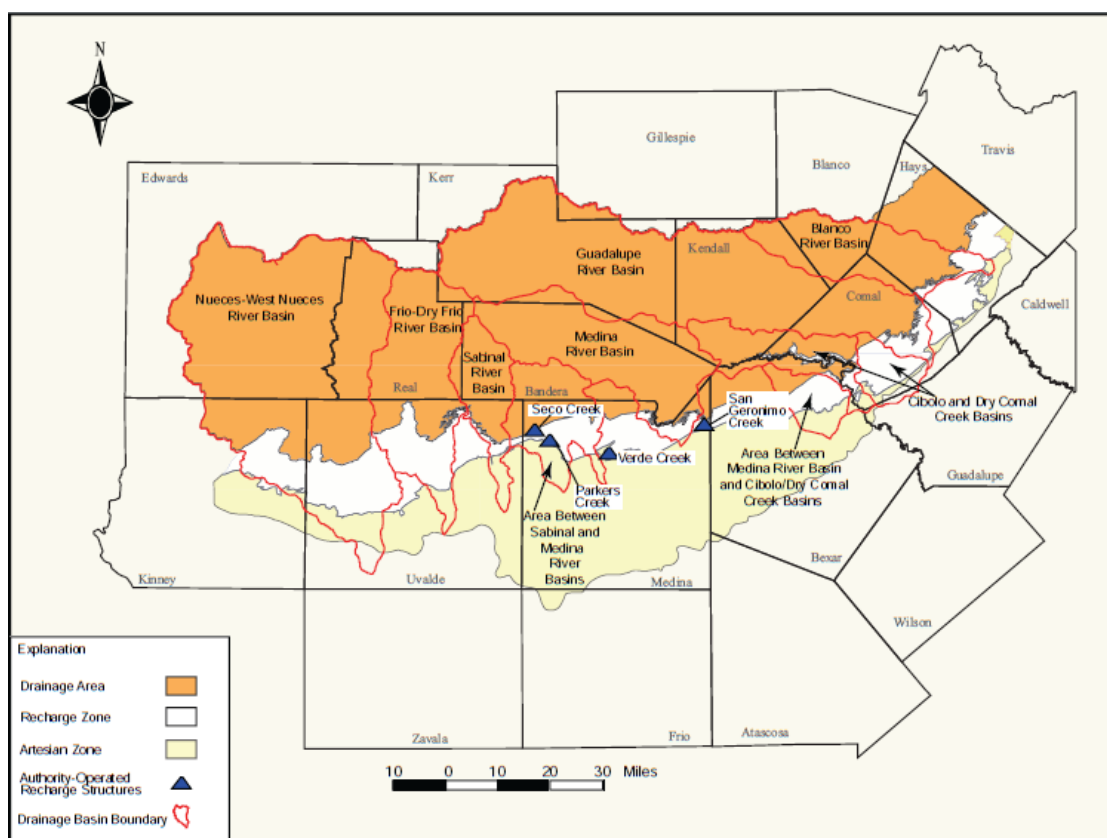 N
Gillespie
Travis
Blanco
Hays
Edwards
Kerr
Kendall
Blanco
River Basin
Guadalupe
River Basin
Comal
Caldwell
Nueces-West Nueces
River Basin
Frio-Dry Frio
River Basin
Medina
River Basin
Sabinal
River
Basin
Real
Bandera
Seco Creek
San
Geronimo
Creek
Cibolo and Dry Comal
Creek Basins
Verde Creek
Parkers
Creek
Area Between
Medina River Basin
and Cibolo/Dry Comal
Creek Basins
Guadalupe
Area Between
Sabinal and
Medina
River
Basins
Bexar
Kinney
Uvalde
Medina
Wilson
Zavala
Frio
Atascosa
Explanation
Drainage Area
Recharge Zone
Artesian Zone
Authority-Operated
Recharge Structures
Drainage Basin Boundary
10 0 10 20 30 Miles